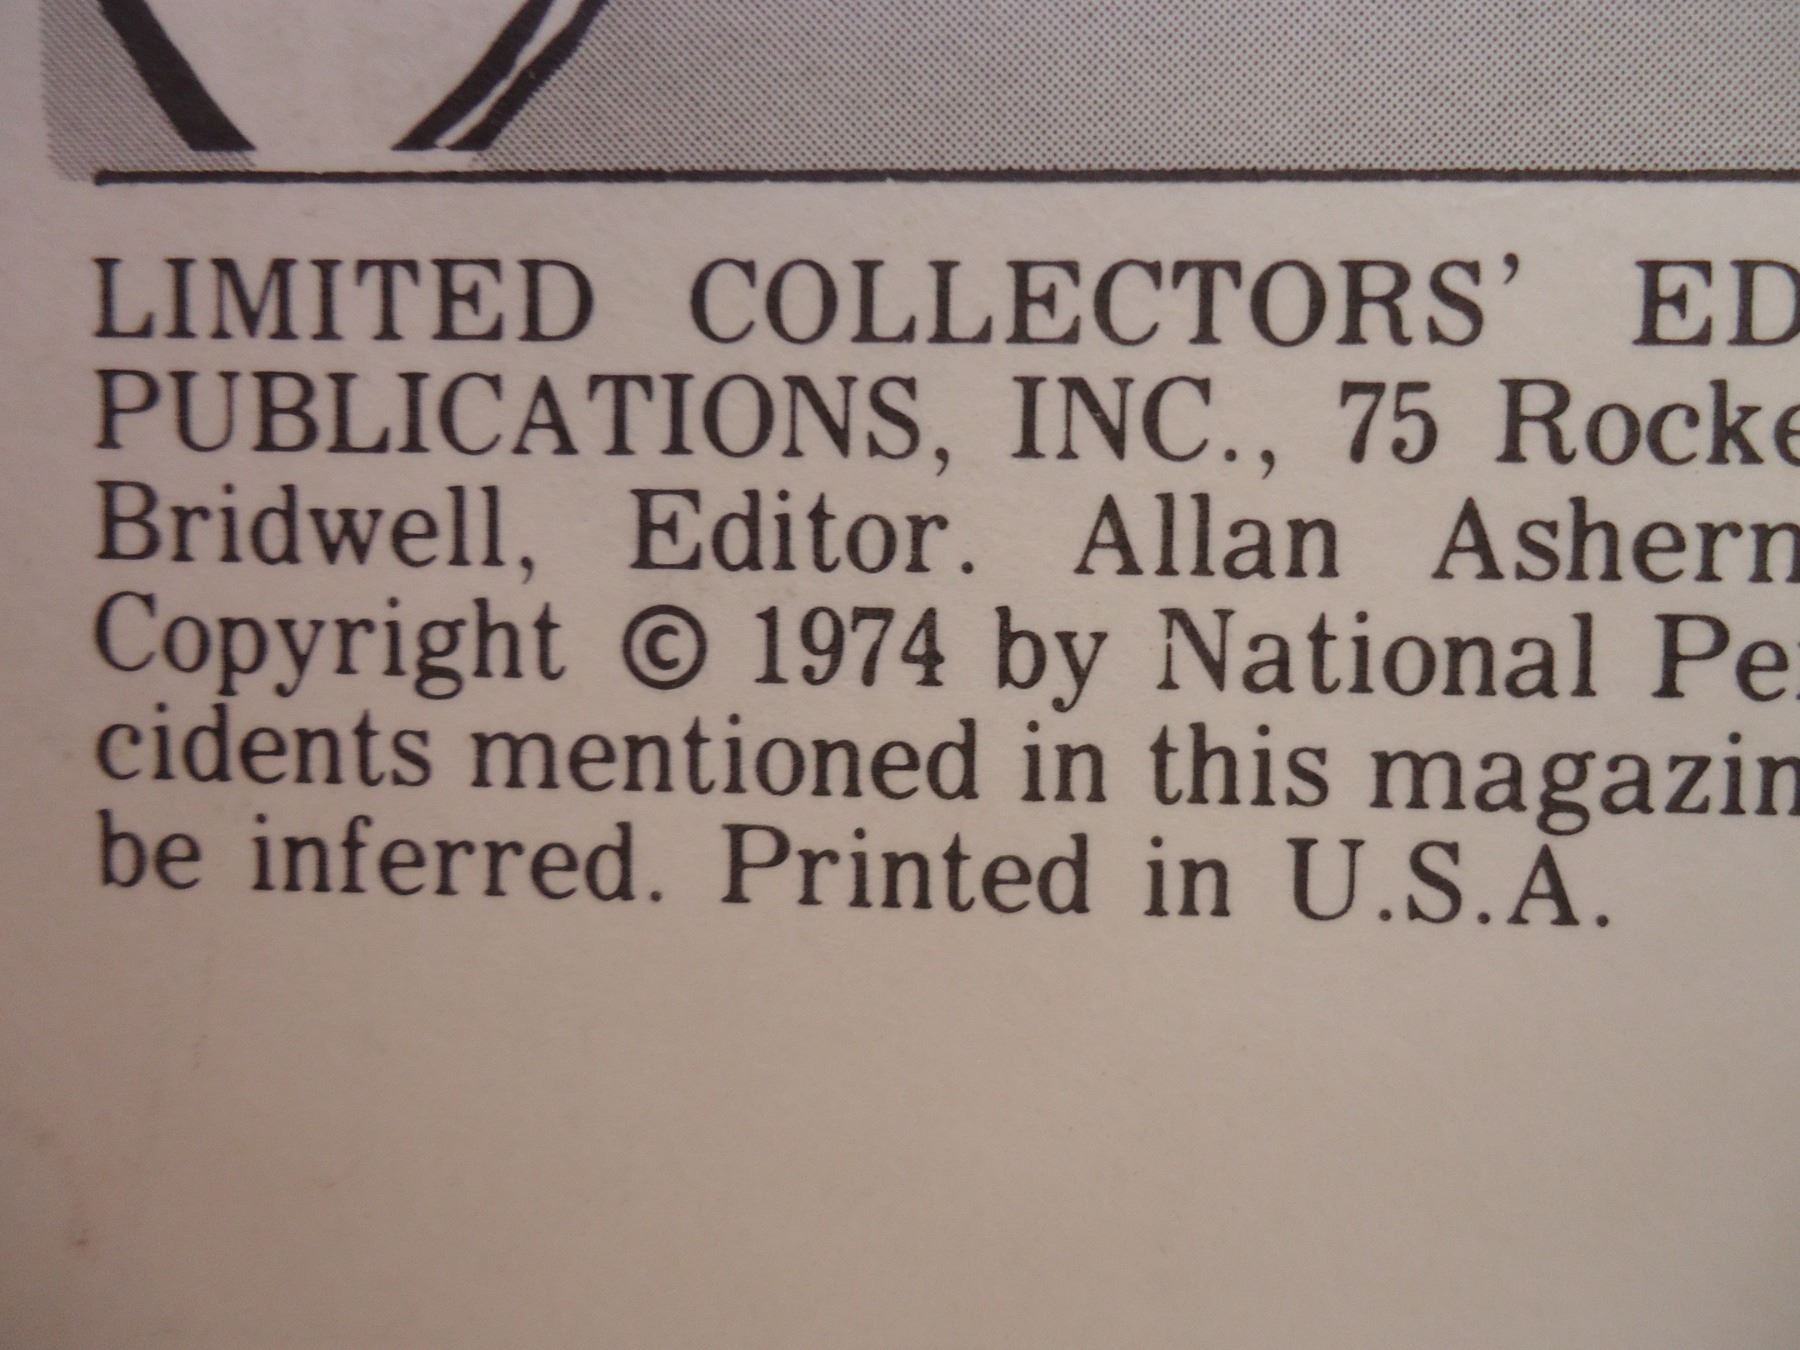 LIMITED COLLECTORS' ED
PUBLICATIONS, INC., 75 Rocke
Bridwell, Editor. Allan Ashern
Copyright © 1974 by National Pe
cidents mentioned in this magazin
be inferred. Printed in U.S.A.